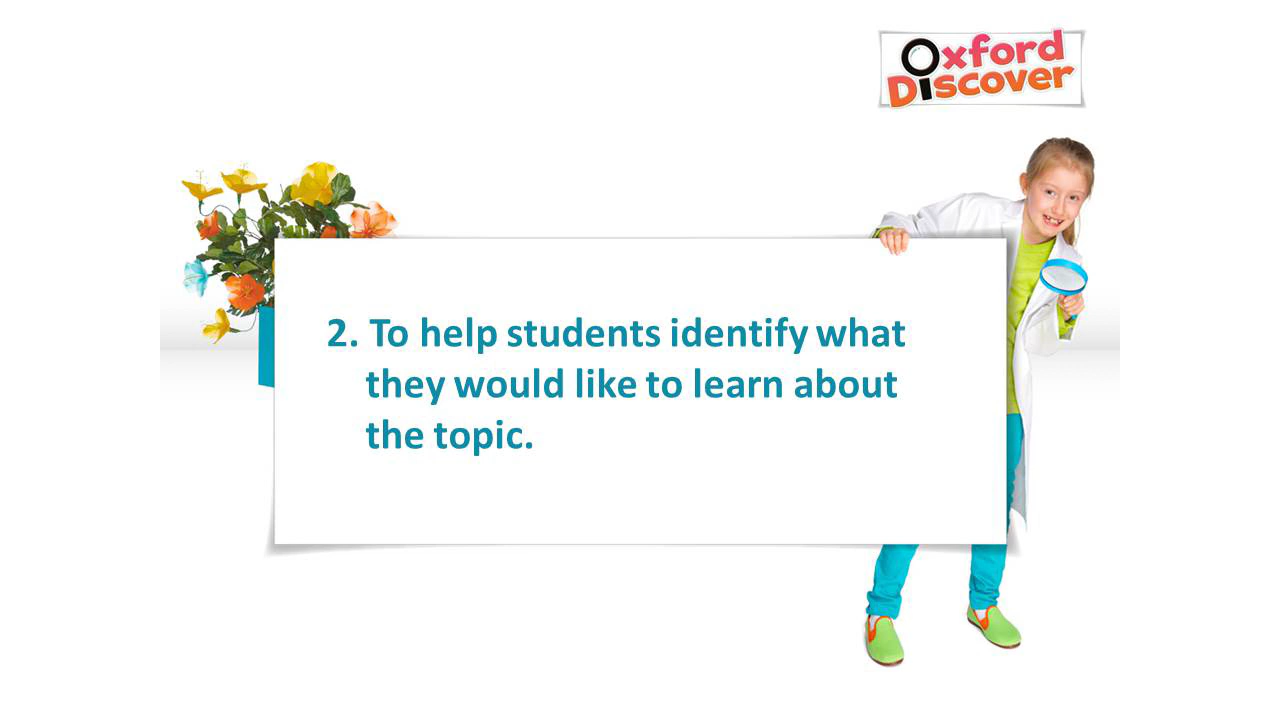 Oxford
Discover
2. To help students identify what
they would like to learn about
the topic.